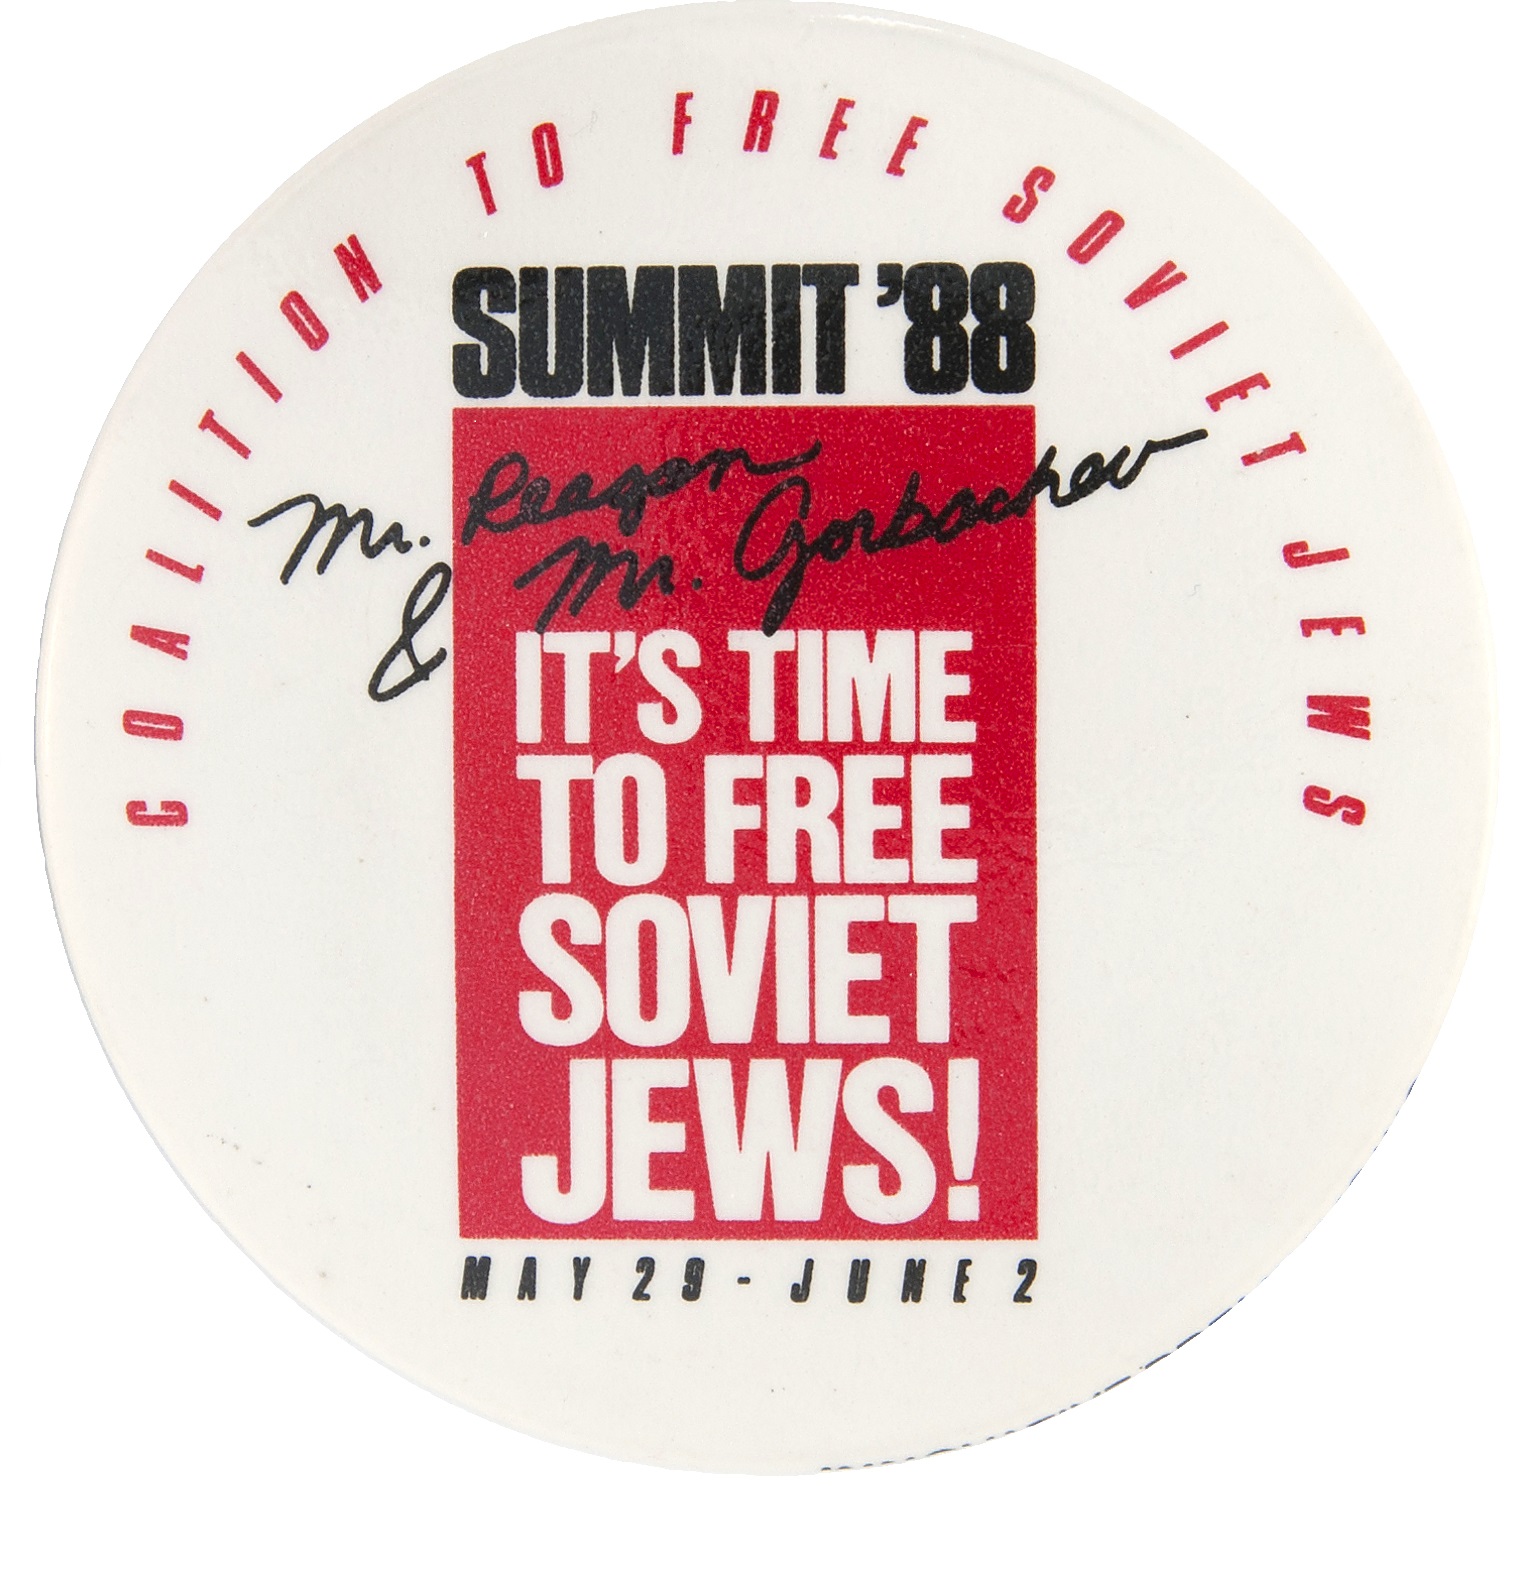 COALITION TO FREE SOVIET JEWS
SUMMIT '88
Mr. Reagan
& Mr. Gorbachev
IT'S TIME
TO FREE
SOVIET
JEWS!
MAY 29 - JUNE 2